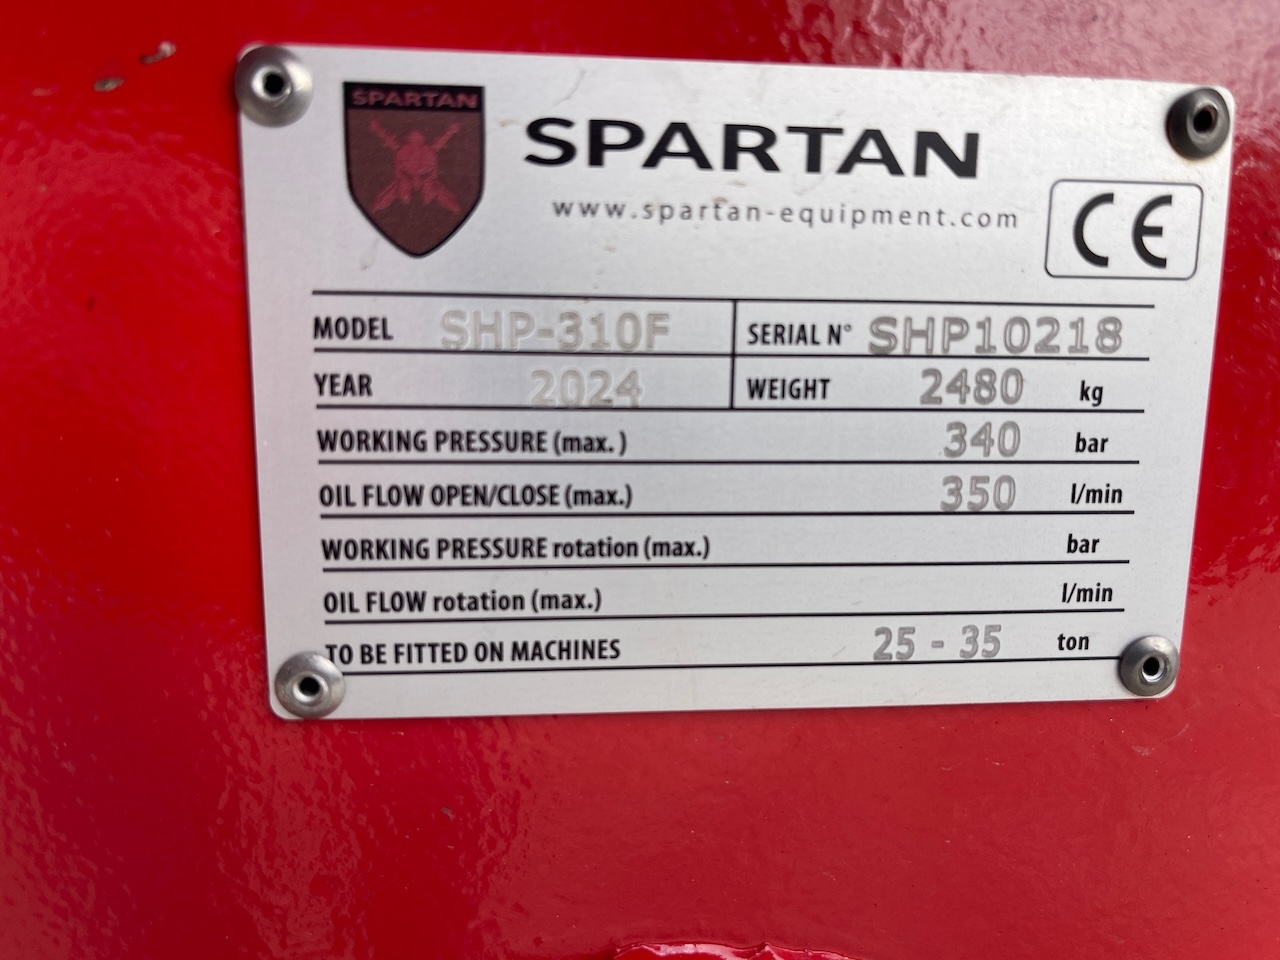 SPARTAN
SPARTAN
www.spartan-equipment.com
CE
MODEL SHP-310F SERIAL N° SHP10218
YEAR 2024 WEIGHT 2480 kg
WORKING PRESSURE (max. ) 340 bar
OIL FLOW OPEN/CLOSE (max.) 350 l/min
WORKING PRESSURE rotation (max.) bar
OIL FLOW rotation (max.) l/min
TO BE FITTED ON MACHINES 25 - 35 ton